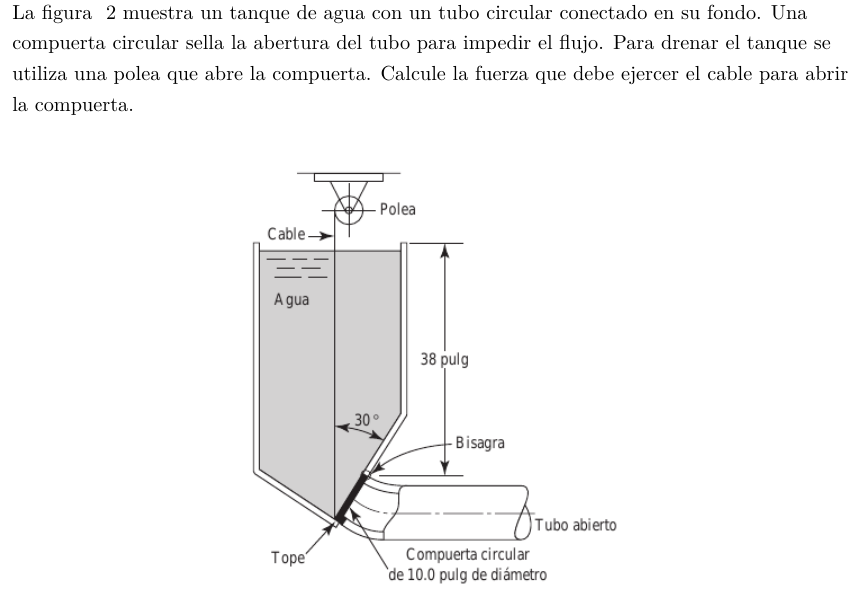 La figura 2 muestra un tanque de agua con un tubo circular conectado en su fondo. Una
compuerta circular sella la abertura del tubo para impedir el flujo. Para drenar el tanque se
utiliza una polea que abre la compuerta. Calcule la fuerza que debe ejercer el cable para abrir
la compuerta.
Polea
Cable
Agua
38 pulg
30°
Bisagra
Tubo abierto
Tope
Compuerta circular
de 10.0 pulg de diámetro